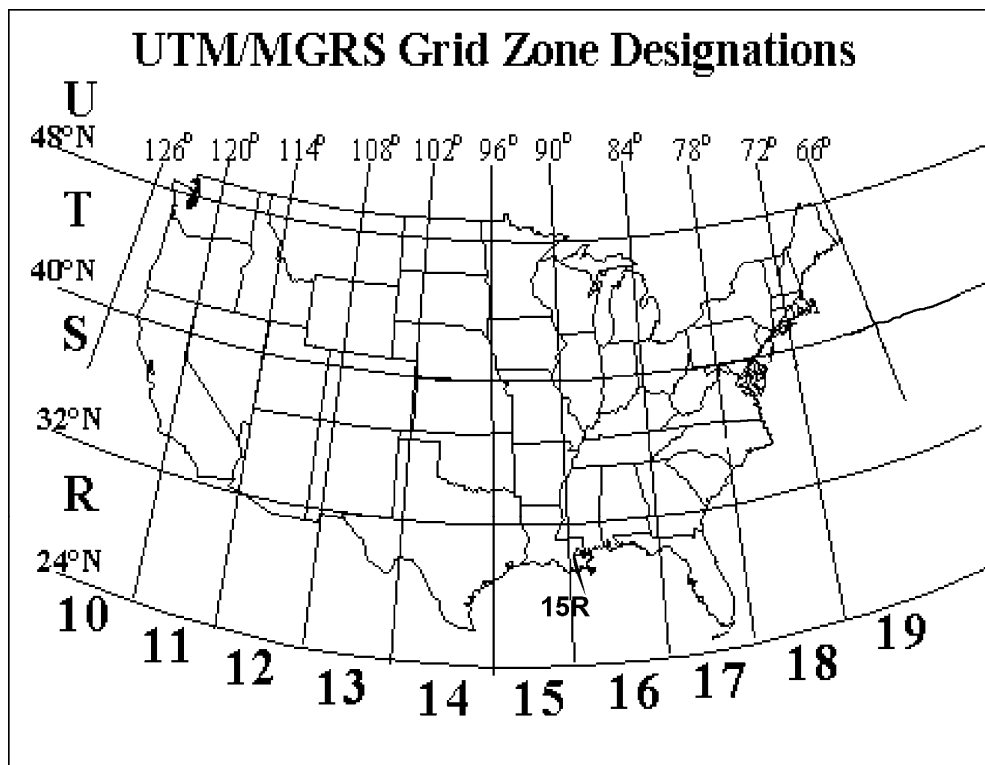 UTM/MGRS Grid Zone Designations
U
48°N
126° 120° 114° 108° 102° 96° 90° 84° 78° 72° 66°
T
40°N
S
32°N
R
24°N
15R
10 11 12 13 14 15 16 17 18 19